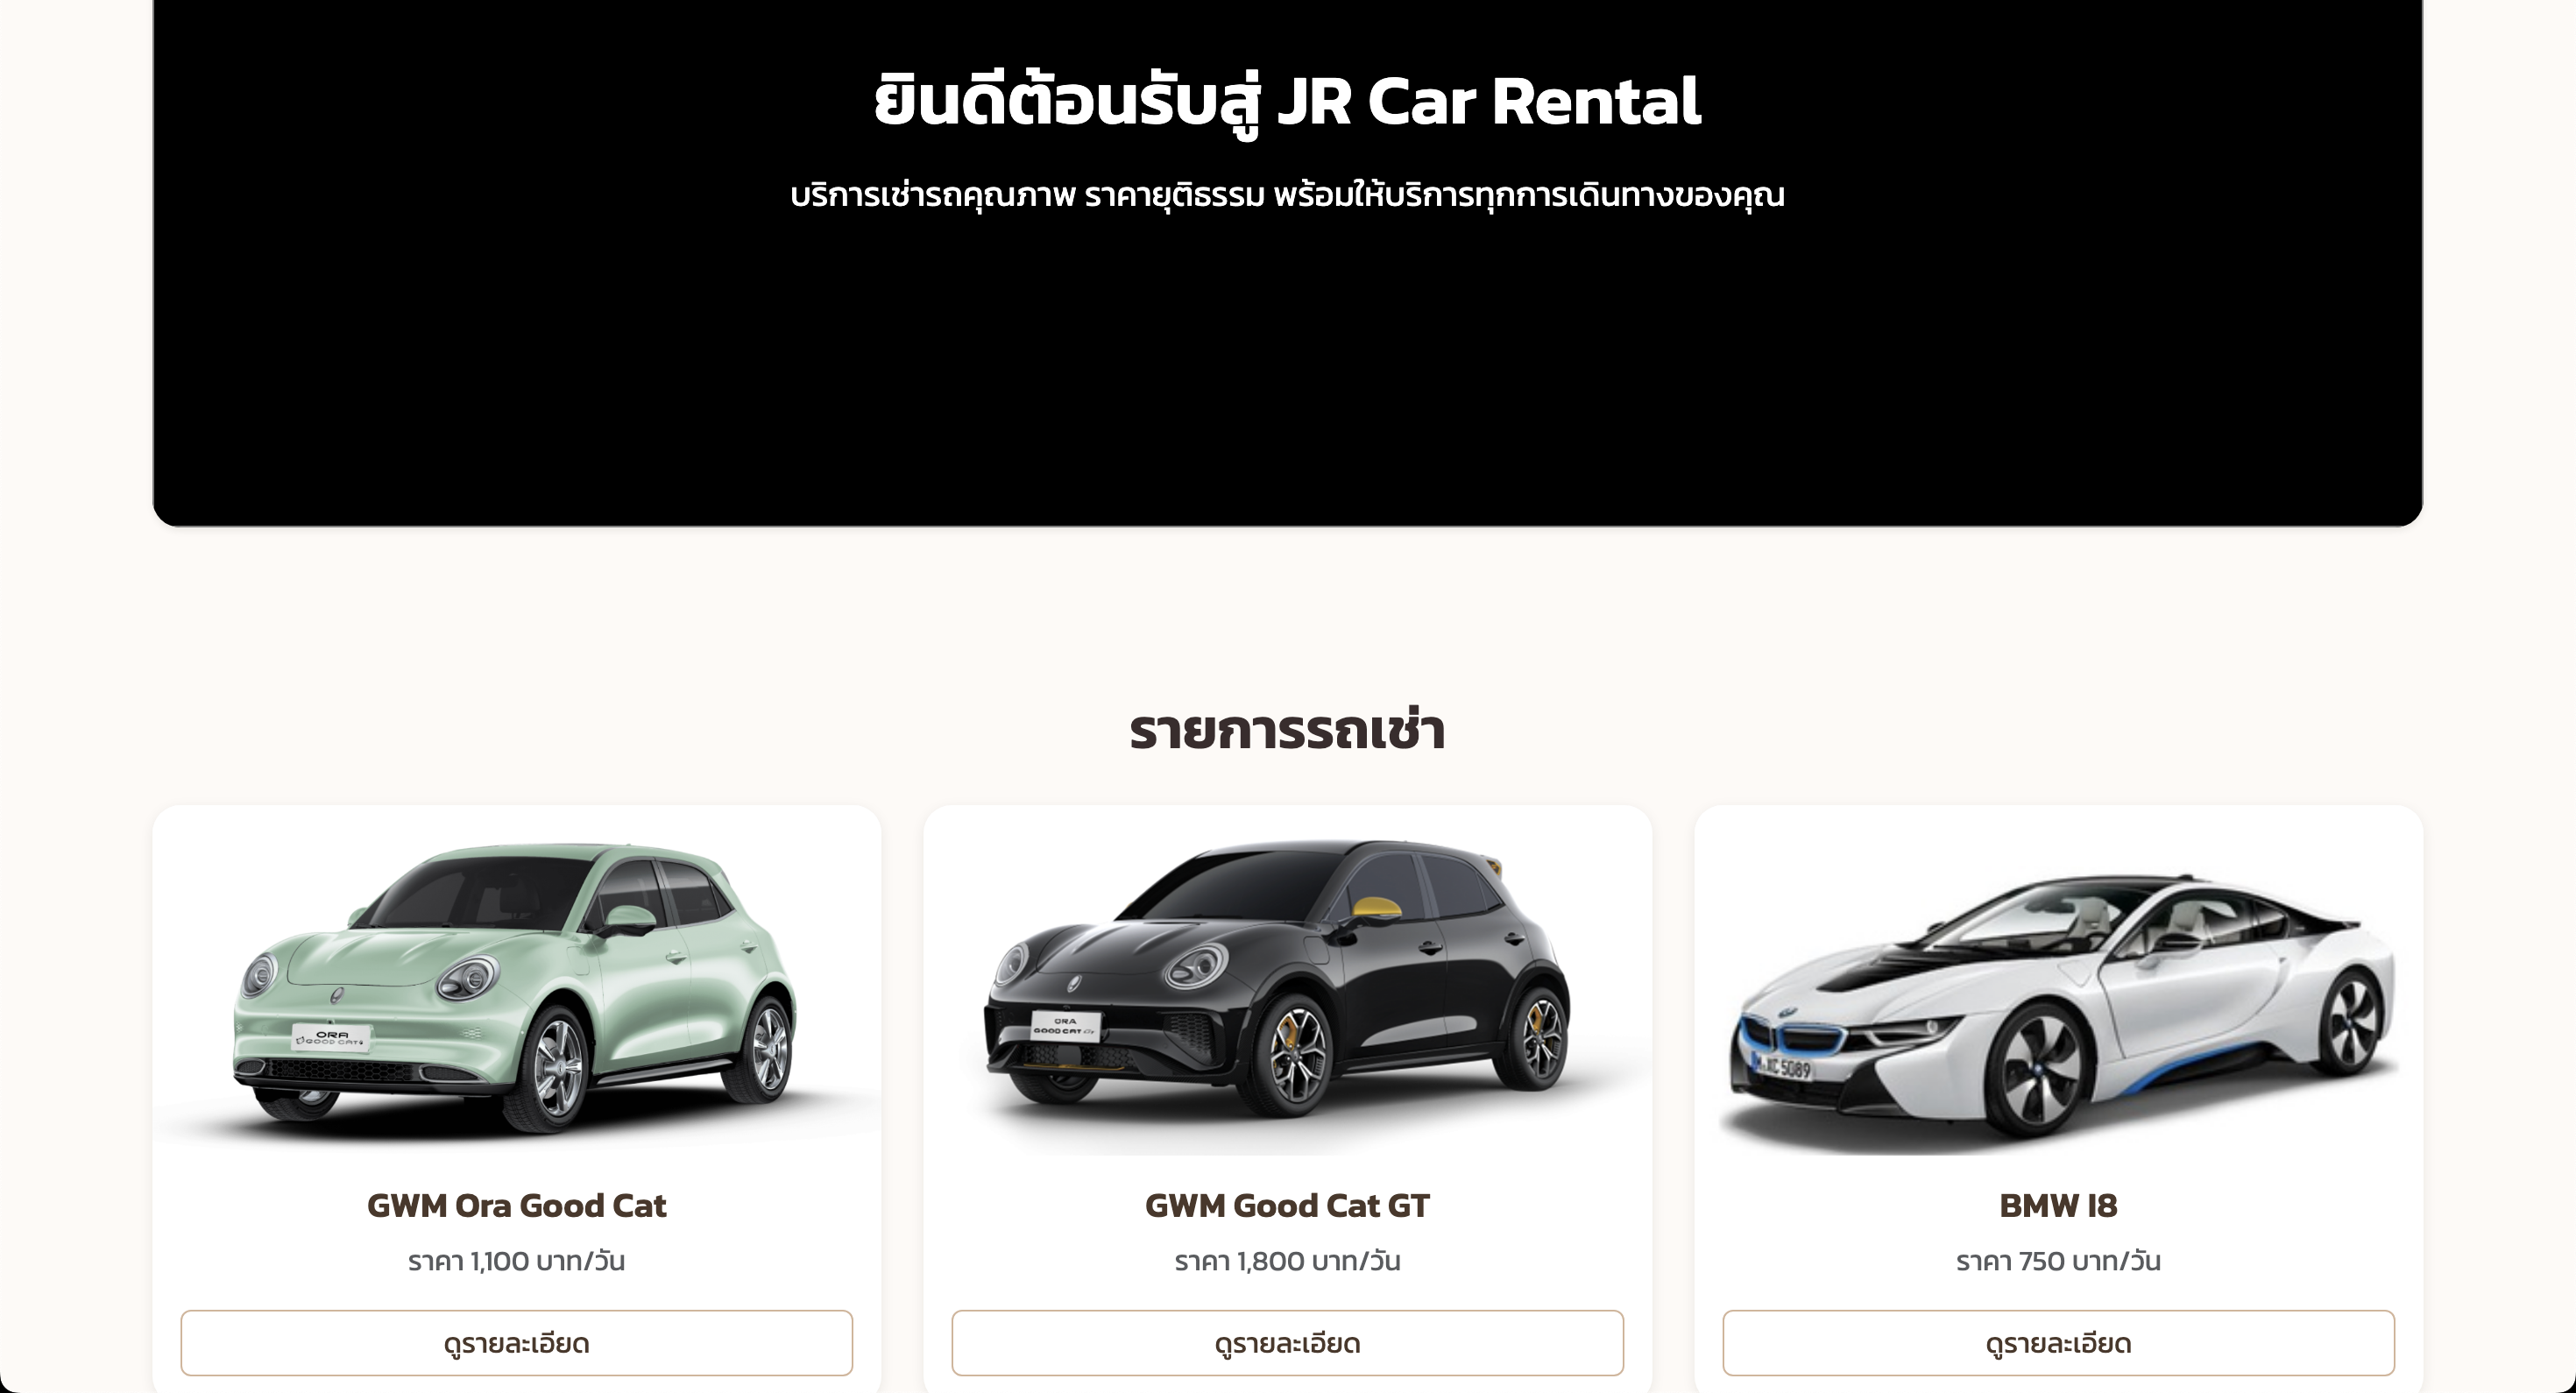 ยินดีต้อนรับสู่ JR Car Rental
บริการเช่ารถคุณภาพ ราคายุติธรรม พร้อมให้บริการทุกการเดินทางของคุณ
รายการรถเช่า
ORA
GOOD CAT
ORA
GOOD CAT GT
GWM Ora Good Cat
ราคา 1,100 บาท/วัน
ดูรายละเอียด
GWM Good Cat GT
ราคา 1,800 บาท/วัน
ดูรายละเอียด
BMW I8
ราคา 750 บาท/วัน
ดูรายละเอียด